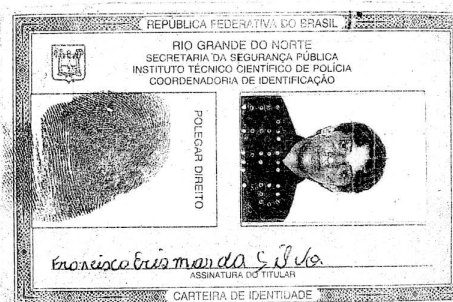 REPÚBLICA FEDERATIVA DO BRASIL
RIO GRANDE DO NORTE
SECRETARIA DA SEGURANÇA PÚBLICA
INSTITUTO TÉCNICO CIENTÍFICO DE POLÍCIA
COORDENADORIA DE IDENTIFICAÇÃO
POLEGAR DIREITO
Francisco Erismar da Silva
ASSINATURA DO TITULAR
CARTEIRA DE IDENTIDADE